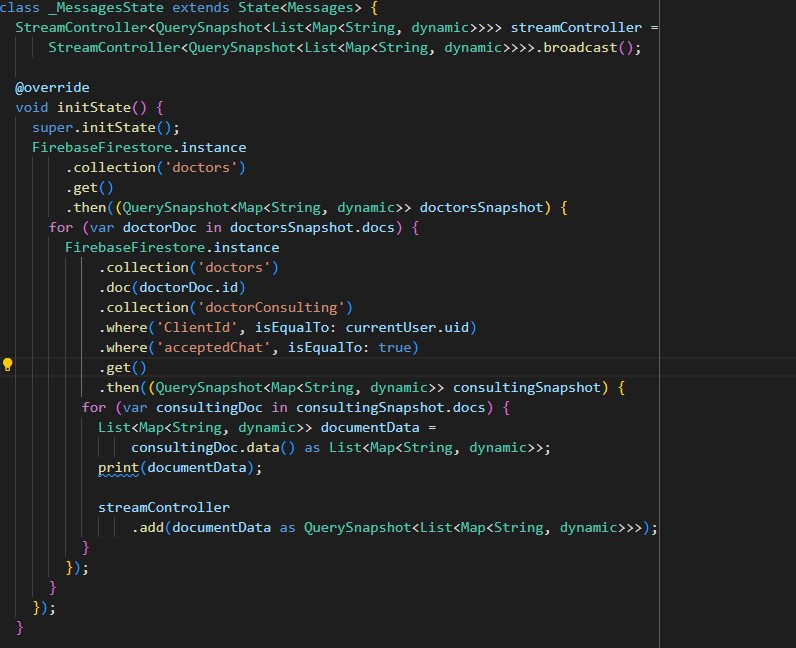 class _MessagesState extends State<Messages> {
  StreamController<QuerySnapshot<List<Map<String, dynamic>>>> streamController =
      StreamController<QuerySnapshot<List<Map<String, dynamic>>>>.broadcast();
  @override
  void initState() {
    super.initState();
    FirebaseFirestore.instance
        .collection('doctors')
        .get()
        .then((QuerySnapshot<Map<String, dynamic>> doctorsSnapshot) {
      for (var doctorDoc in doctorsSnapshot.docs) {
        FirebaseFirestore.instance
            .collection('doctors')
            .doc(doctorDoc.id)
            .collection('doctorConsulting')
            .where('ClientId', isEqualTo: currentUser.uid)
            .where('acceptedChat', isEqualTo: true)
            .get()
            .then((QuerySnapshot<Map<String, dynamic>> consultingSnapshot) {
          for (var consultingDoc in consultingSnapshot.docs) {
            List<Map<String, dynamic>> documentData =
                consultingDoc.data() as List<Map<String, dynamic>>;
            print(documentData);
            streamController
                .add(documentData as QuerySnapshot<List<Map<String, dynamic>>>);
          }
        });
      }
    });
  }